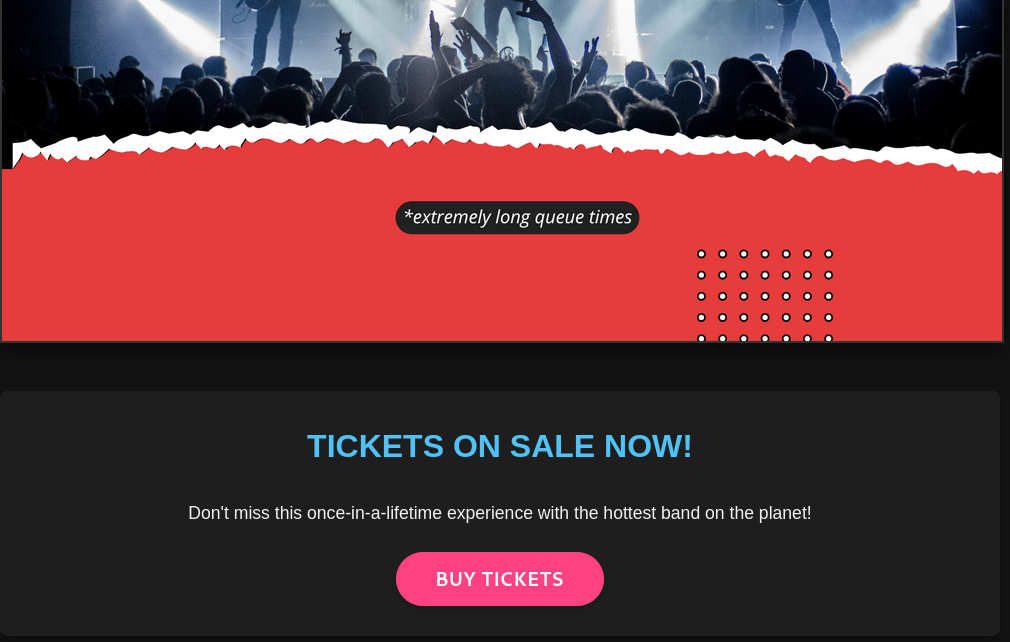 *extremely long queue times
TICKETS ON SALE NOW!
Don't miss this once-in-a-lifetime experience with the hottest band on the planet!
BUY TICKETS